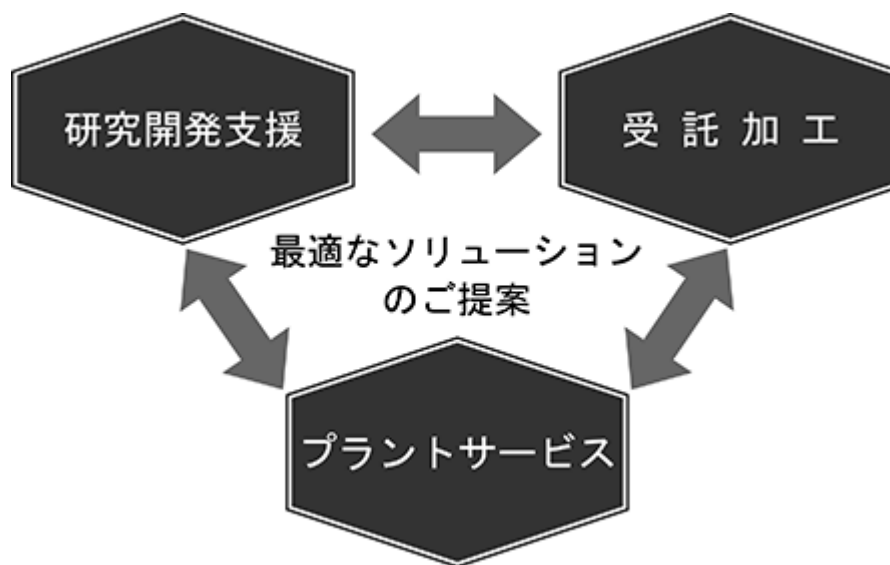 研究開発支援
受託加工
最適なソリューション
のご提案
プラントサービス